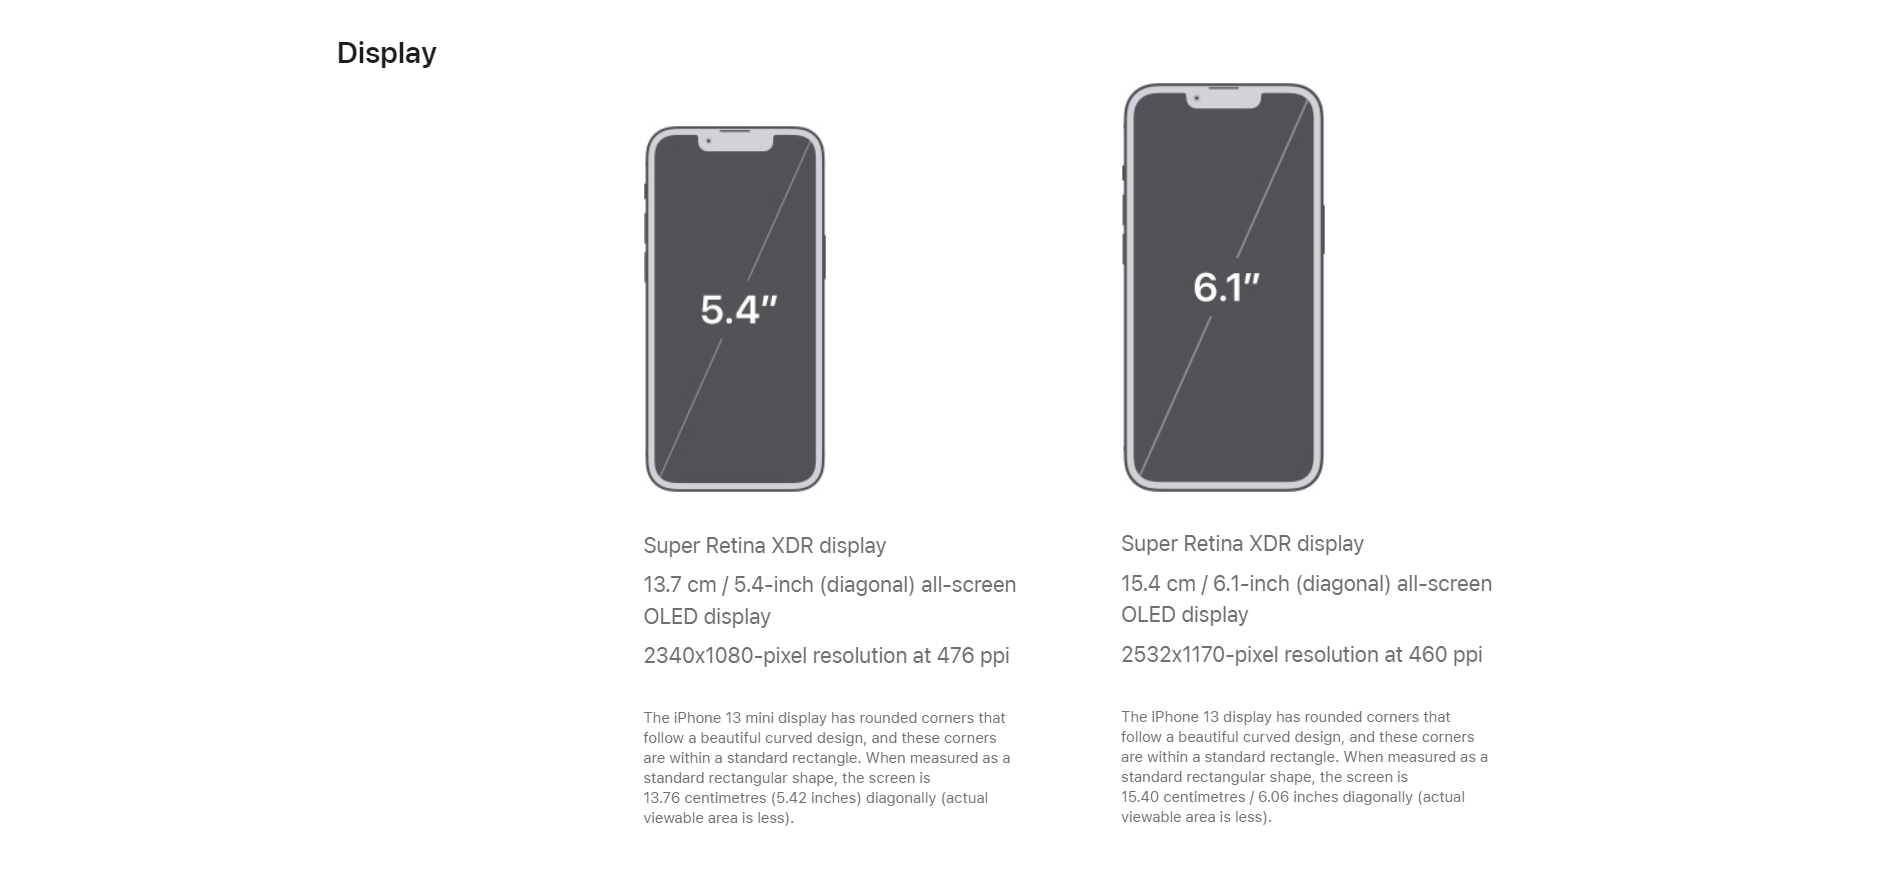 Display
5.4″
6.1″
Super Retina XDR display
13.7 cm / 5.4-inch (diagonal) all-screen
OLED display
2340x1080-pixel resolution at 476 ppi
The iPhone 13 mini display has rounded corners that
follow a beautiful curved design, and these corners
are within a standard rectangle. When measured as a
standard rectangular shape, the screen is
13.76 centimetres (5.42 inches) diagonally (actual
viewable area is less).
Super Retina XDR display
15.4 cm / 6.1-inch (diagonal) all-screen
OLED display
2532x1170-pixel resolution at 460 ppi
The iPhone 13 display has rounded corners that
follow a beautiful curved design, and these corners
are within a standard rectangle. When measured as a
standard rectangular shape, the screen is
15.40 centimetres / 6.06 inches diagonally (actual
viewable area is less).